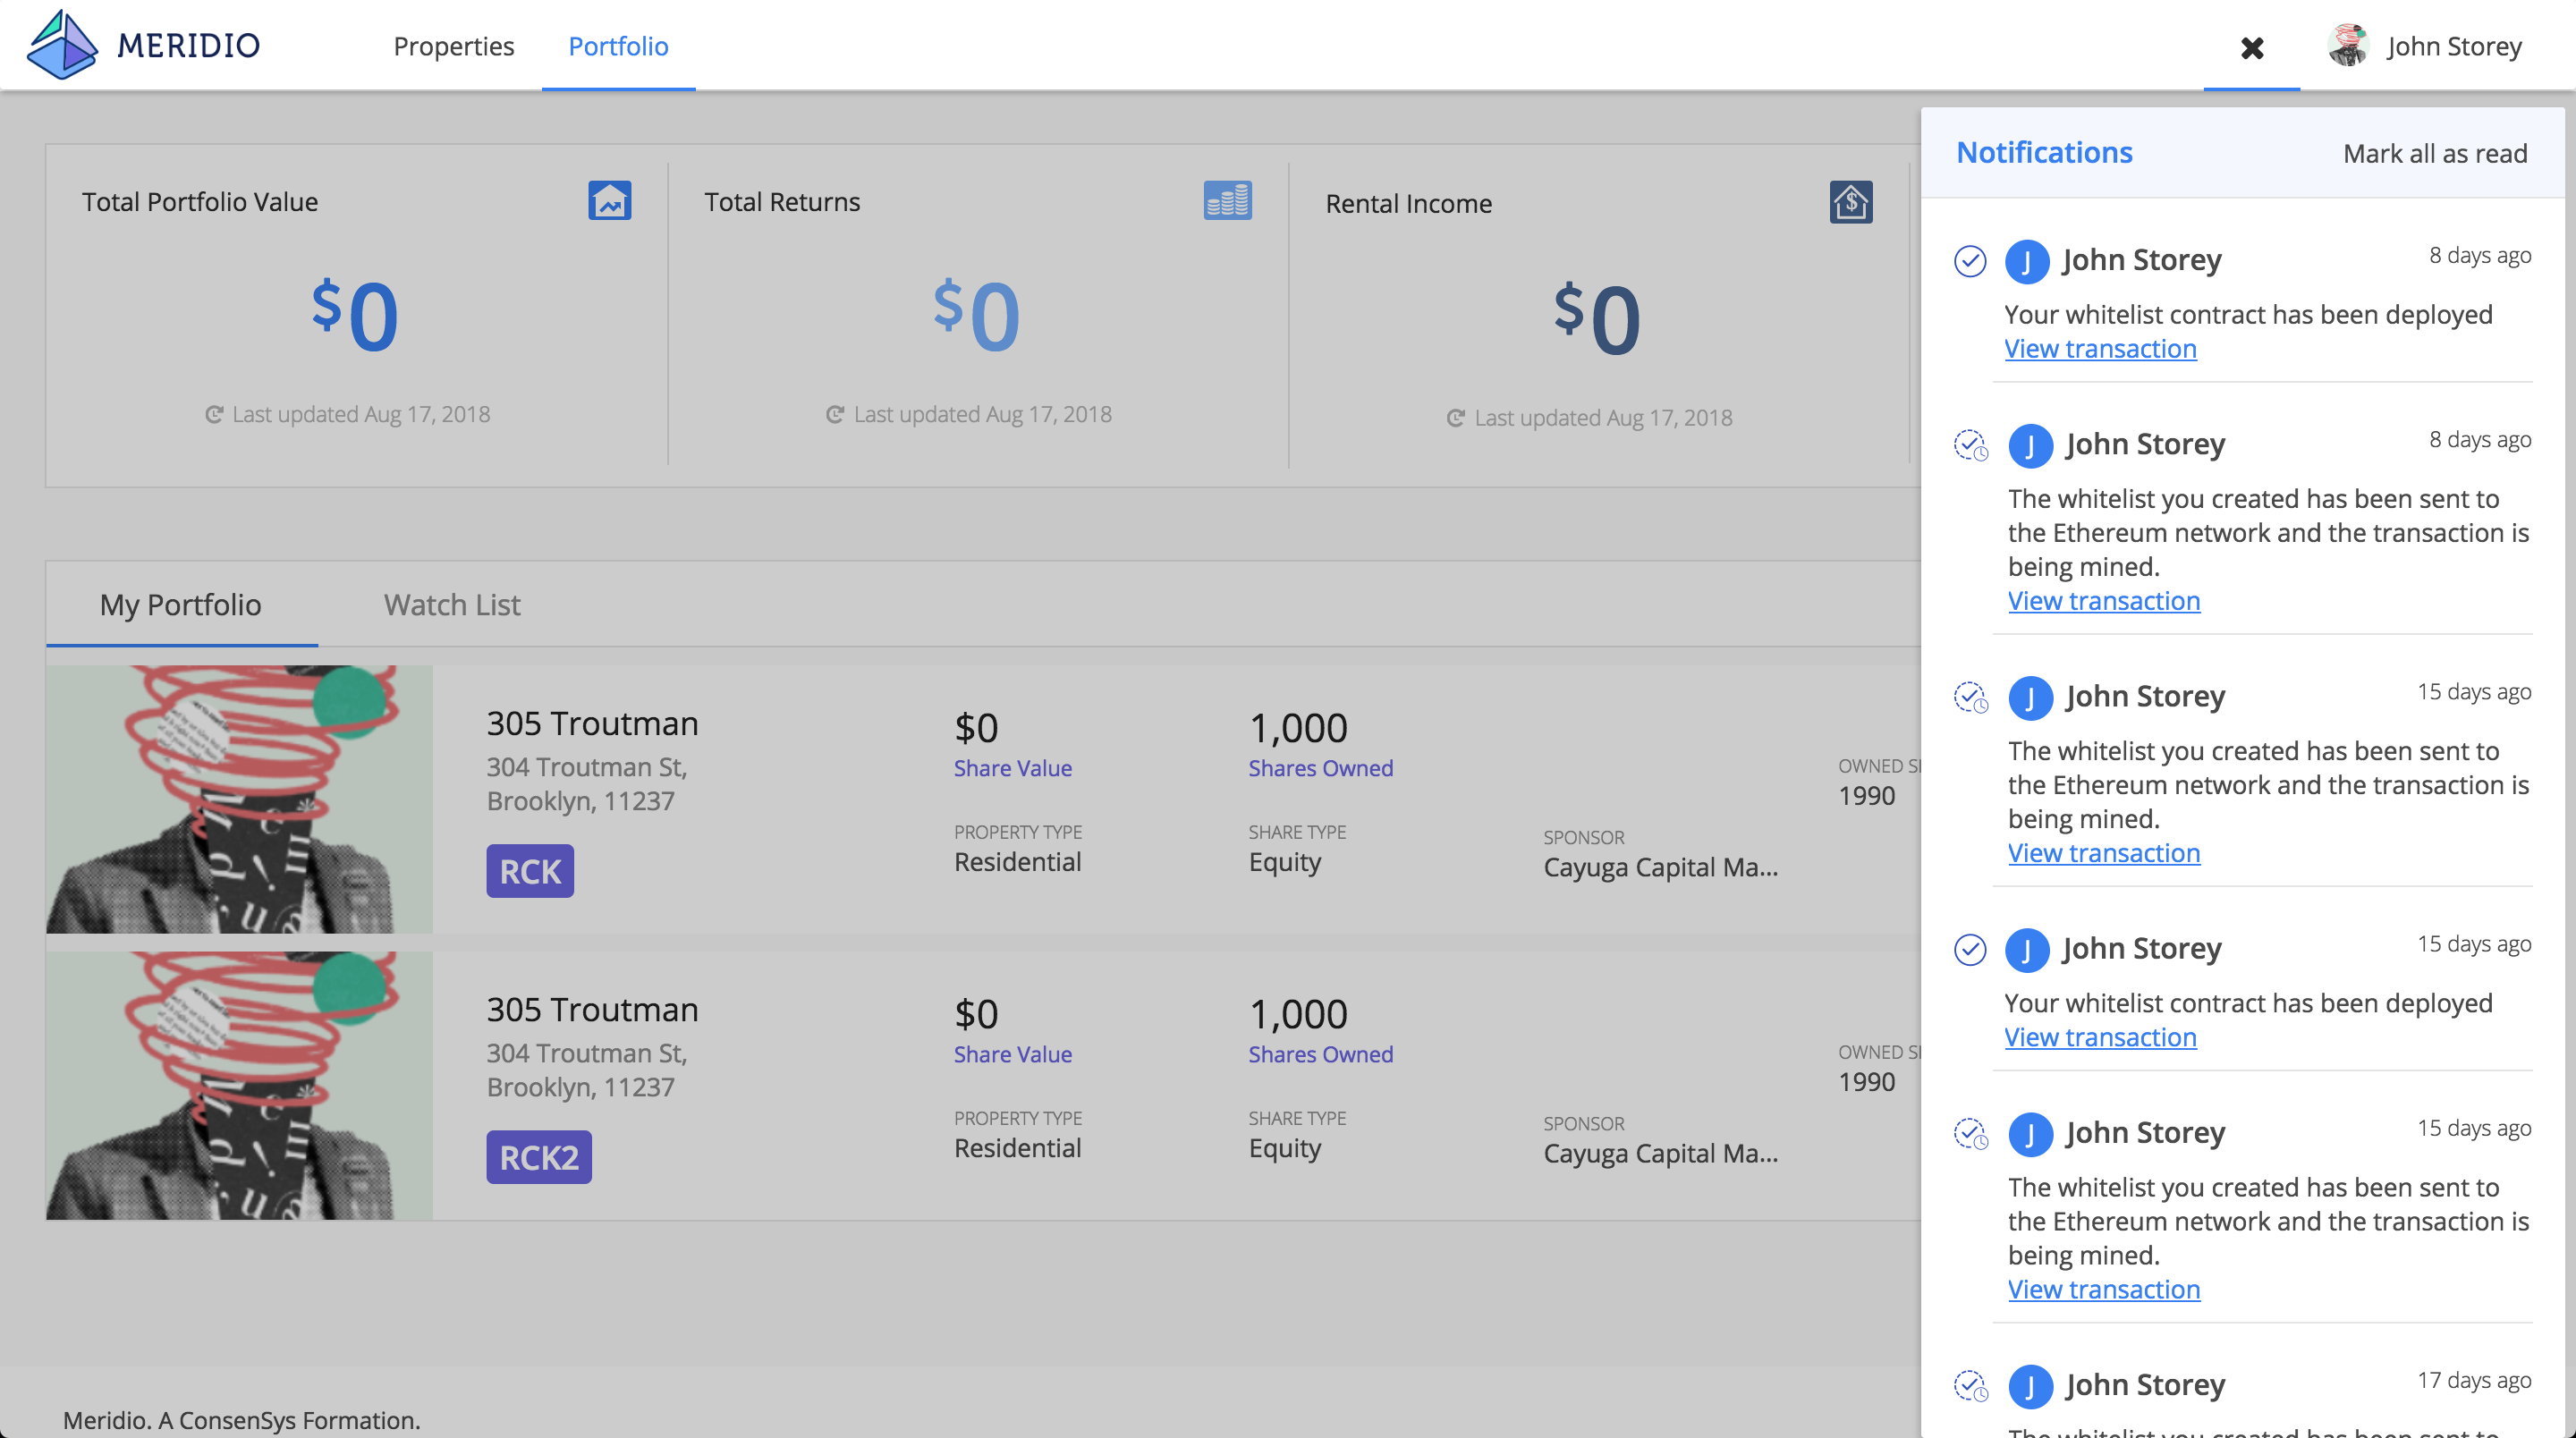 MERIDIO
Properties
Portfolio
John Storey
Total Portfolio Value
$0
Last updated Aug 17, 2018
Total Returns
$0
Last updated Aug 17, 2018
Rental Income
$0
Last updated Aug 17, 2018
My Portfolio
Watch List
305 Troutman
304 Troutman St,
Brooklyn, 11237
RCK
$0
Share Value
1,000
Shares Owned
PROPERTY TYPE
Residential
SHARE TYPE
Equity
SPONSOR
Cayuga Capital Ma...
OWNED
1990
305 Troutman
304 Troutman St,
Brooklyn, 11237
RCK2
$0
Share Value
1,000
Shares Owned
PROPERTY TYPE
Residential
SHARE TYPE
Equity
SPONSOR
Cayuga Capital Ma...
OWNED
1990
Meridio. A ConsenSys Formation.
Notifications
Mark all as read
J John Storey 8 days ago
Your whitelist contract has been deployed
View transaction
J John Storey 8 days ago
The whitelist you created has been sent to
the Ethereum network and the transaction is
being mined.
View transaction
J John Storey 15 days ago
The whitelist you created has been sent to
the Ethereum network and the transaction is
being mined.
View transaction
J John Storey 15 days ago
Your whitelist contract has been deployed
View transaction
J John Storey 15 days ago
The whitelist you created has been sent to
the Ethereum network and the transaction is
being mined.
View transaction
J John Storey 17 days ago
The whitelist you created has been sent to